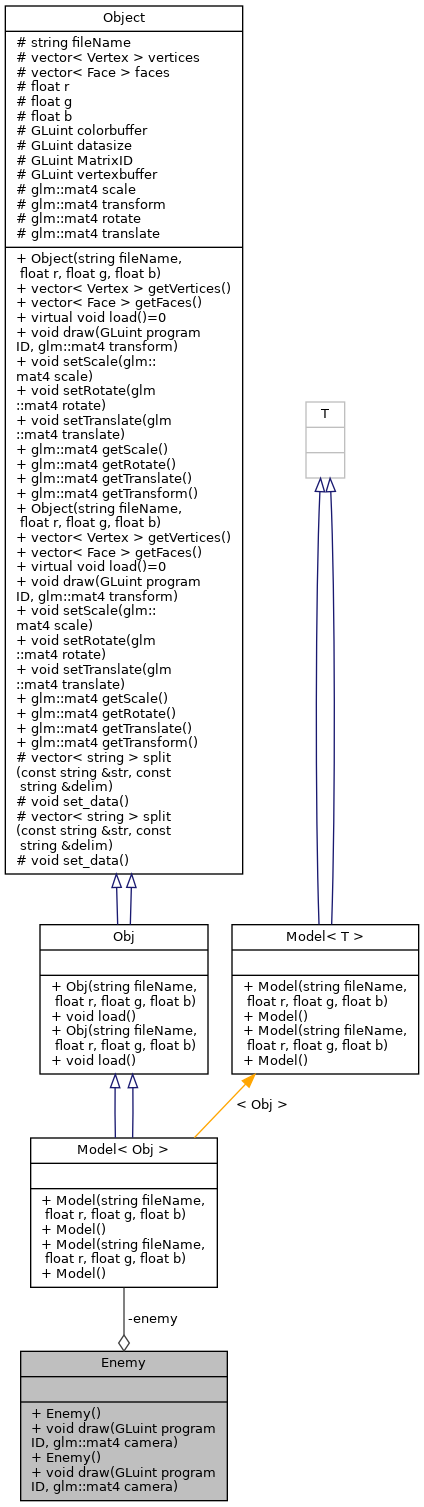 Object
# string fileName
# vector< Vertex > vertices
# vector< Face > faces
# float r
# float g
# float b
# GLuint colorbuffer
# GLuint datasize
# GLuint MatrixID
# GLuint vertexbuffer
# glm::mat4 scale
# glm::mat4 transform
# glm::mat4 rotate
# glm::mat4 translate
+ Object(string fileName,
float r, float g, float b)
+ vector< Vertex > getVertices()
+ vector< Face > getFaces()
+ virtual void load()=0
+ void draw(GLuint program
ID, glm::mat4 transform)
+ void setScale(glm::
mat4 scale)
+ void setRotate(glm
::mat4 rotate)
+ void setTranslate(glm
::mat4 translate)
+ glm::mat4 getScale()
+ glm::mat4 getRotate()
+ glm::mat4 getTranslate()
+ glm::mat4 getTransform()
+ Object(string fileName,
float r, float g, float b)
+ vector< Vertex > getVertices()
+ vector< Face > getFaces()
+ virtual void load()=0
+ void draw(GLuint program
ID, glm::mat4 transform)
+ void setScale(glm::
mat4 scale)
+ void setRotate(glm
::mat4 rotate)
+ void setTranslate(glm
::mat4 translate)
+ glm::mat4 getScale()
+ glm::mat4 getRotate()
+ glm::mat4 getTranslate()
+ glm::mat4 getTransform()
# vector< string > split
(const string &str, const
string &delim)
# void set_data()
# vector< string > split
(const string &str, const
string &delim)
# void set_data()
T
Obj
+ Obj(string fileName,
float r, float g, float b)
+ void load()
+ Obj(string fileName,
float r, float g, float b)
+ void load()
Model< T >
+ Model(string fileName,
float r, float g, float b)
+ Model()
+ Model(string fileName,
float r, float g, float b)
+ Model()
< Obj >
Model< Obj >
+ Model(string fileName,
float r, float g, float b)
+ Model()
+ Model(string fileName,
float r, float g, float b)
+ Model()
-enemy
Enemy
+ Enemy()
+ void draw(GLuint program
ID, glm::mat4 camera)
+ Enemy()
+ void draw(GLuint program
ID, glm::mat4 camera)